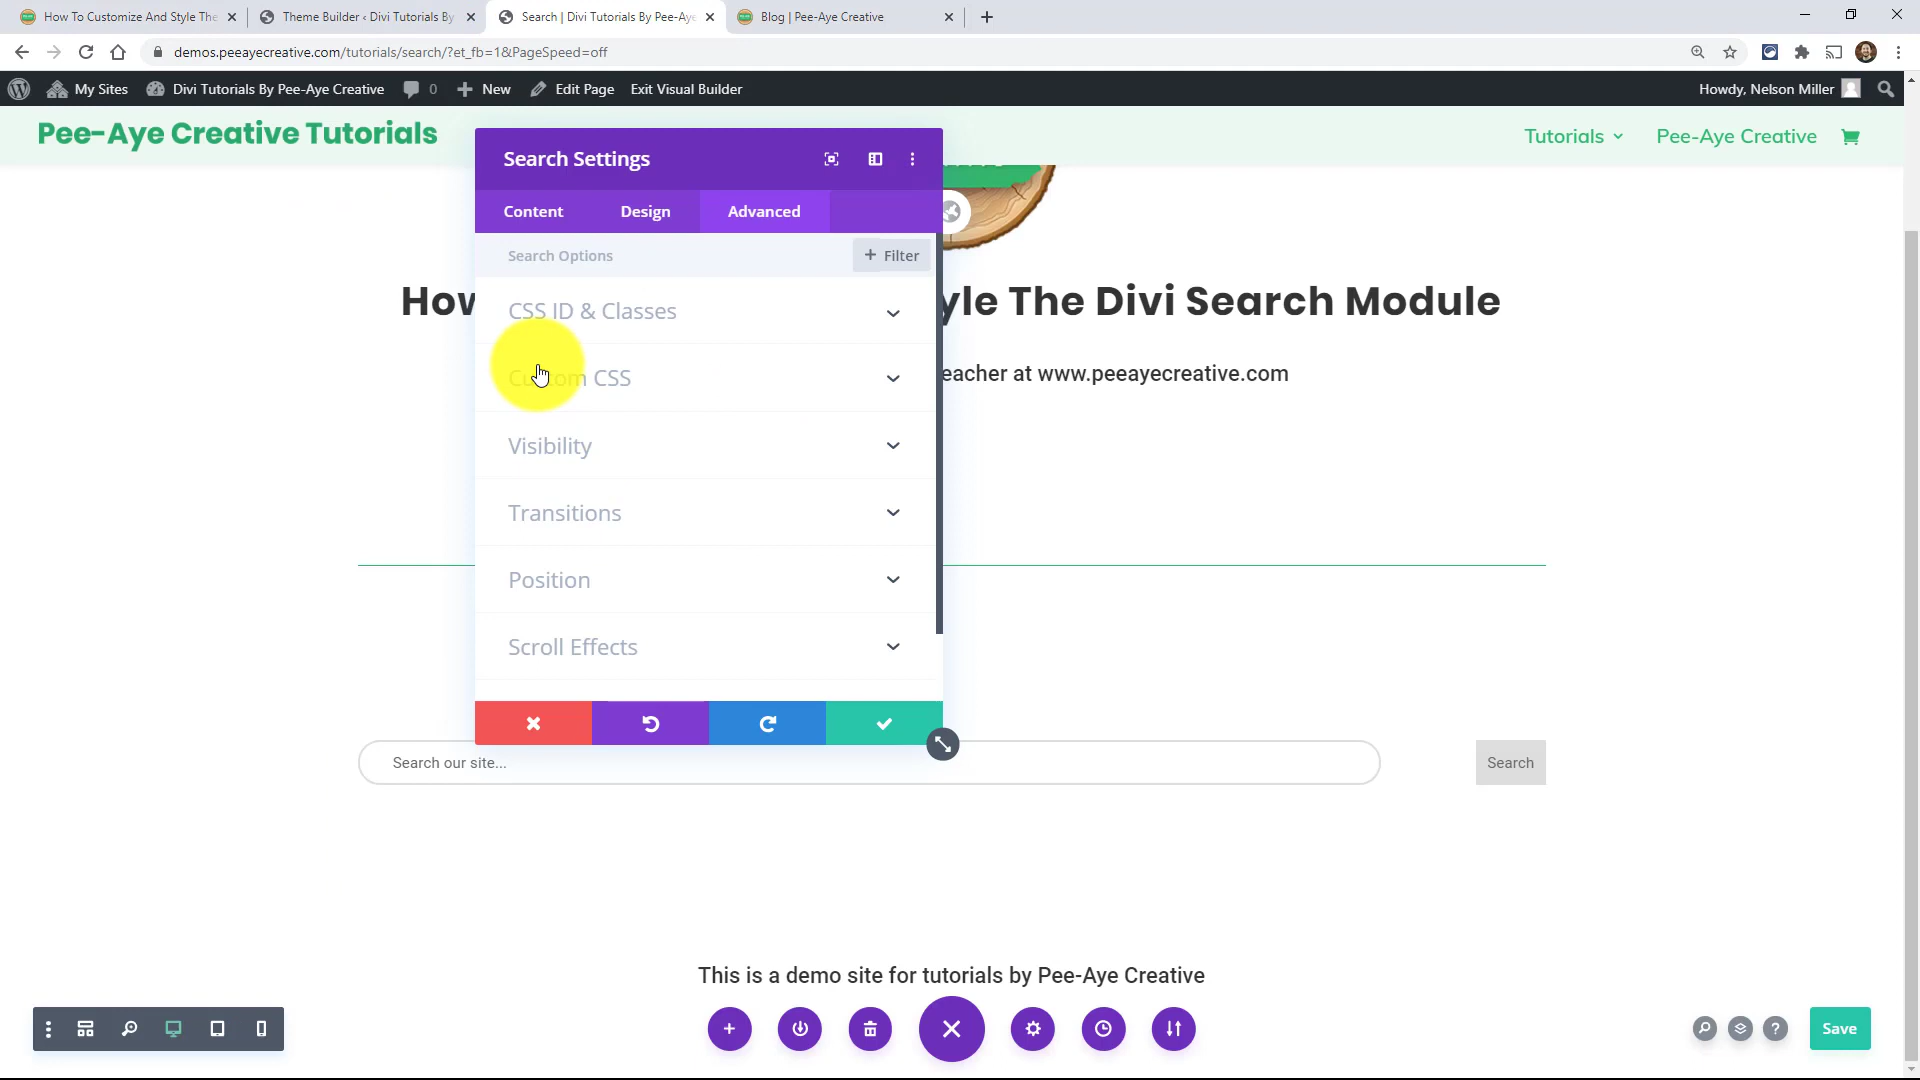 How To Customize And Style The
Theme Builder ‹ Divi Tutorials By
Search | Divi Tutorials By Pee-Aye
Blog | Pee-Aye Creative
demos.peeayecreative.com/tutorials/search/?et_fb=1&PageSpeed=off
My Sites
Divi Tutorials By Pee-Aye Creative
0
New
Edit Page
Exit Visual Builder
Howdy, Nelson Miller
Pee-Aye Creative Tutorials
Tutorials
Pee-Aye Creative
Search Settings
Content
Design
Advanced
Search Options
+ Filter
CSS ID & Classes
How
yle The Divi Search Module
Custom CSS
eacher at www.peeayecreative.com
Visibility
Transitions
Position
Scroll Effects
Search our site...
Search
This is a demo site for tutorials by Pee-Aye Creative
?
Save